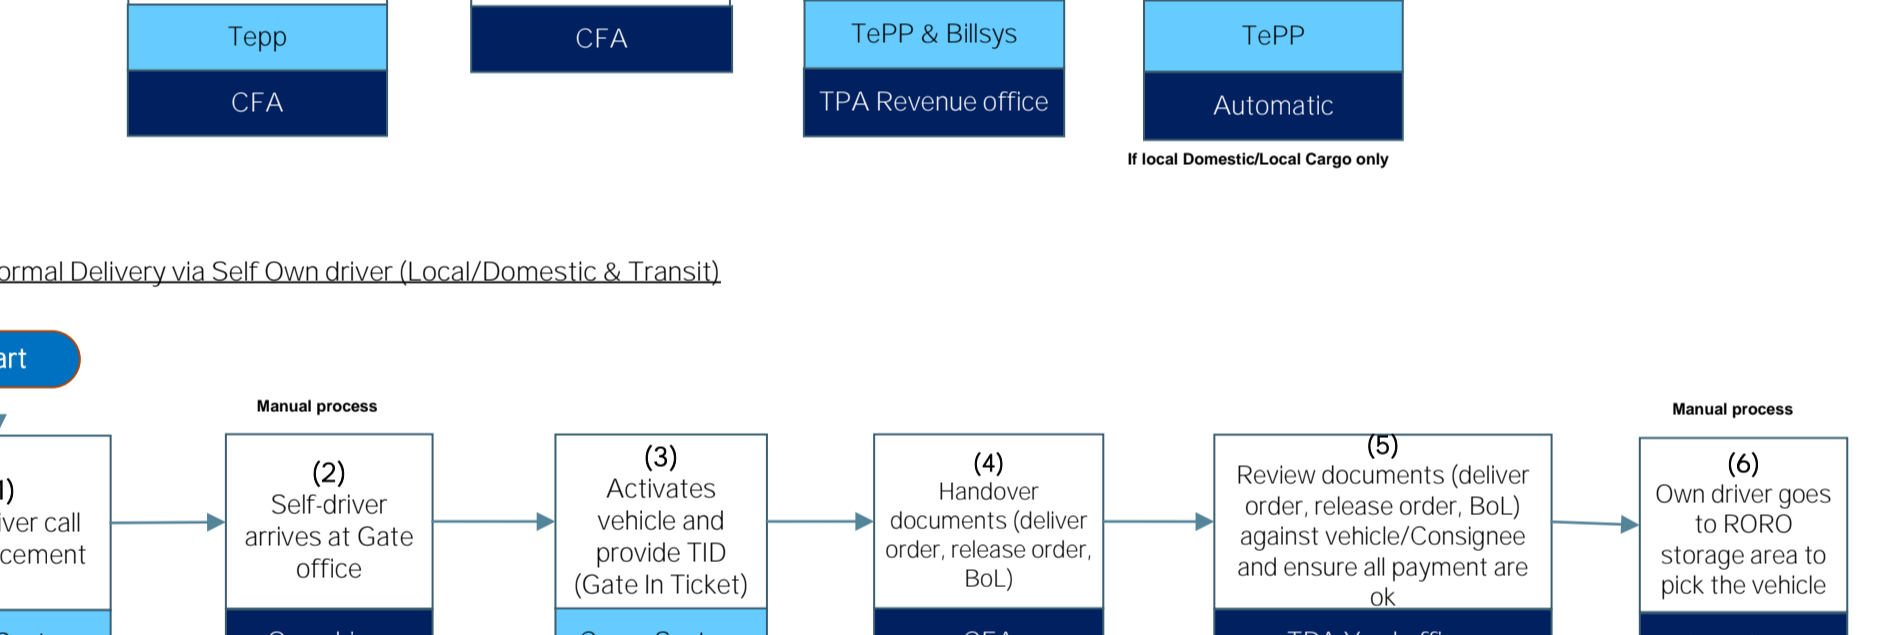 Tepp
CFA
CFA
TePP & Billsys
TPA Revenue office
TePP
Automatic
If local Domestic/Local Cargo only
ormal Delivery via Self Own driver (Local/Domestic & Transit)
art
1)
iver call
cement
Manual process
(2)
Self-driver
arrives at Gate
office
(3)
Activates
vehicle and
provide TID
(Gate In Ticket)
(4)
Handover
documents (deliver
order, release order,
BoL)
(5)
Review documents (deliver
order, release order, BoL)
against vehicle/Consignee
and ensure all payment are
ok
Manual process
(6)
Own driver goes
to RORO
storage area to
pick the vehicle